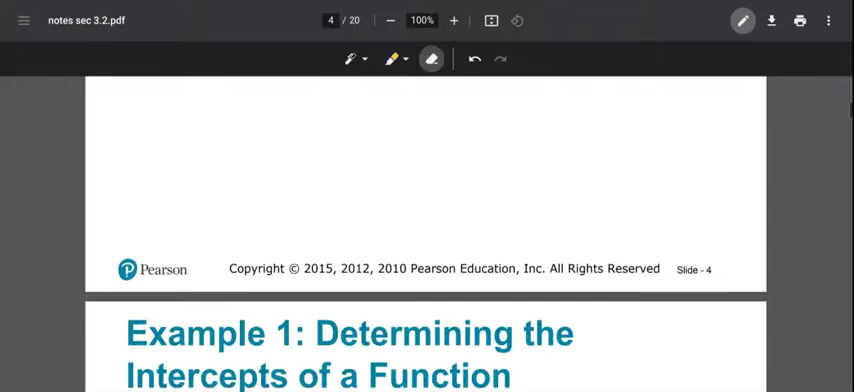 notes sec 3.2.pdf
4 / 20
100%
Pearson
Copyright © 2015, 2012, 2010 Pearson Education, Inc. All Rights Reserved
Slide - 4
Example 1: Determining the
Intercepts of a Function